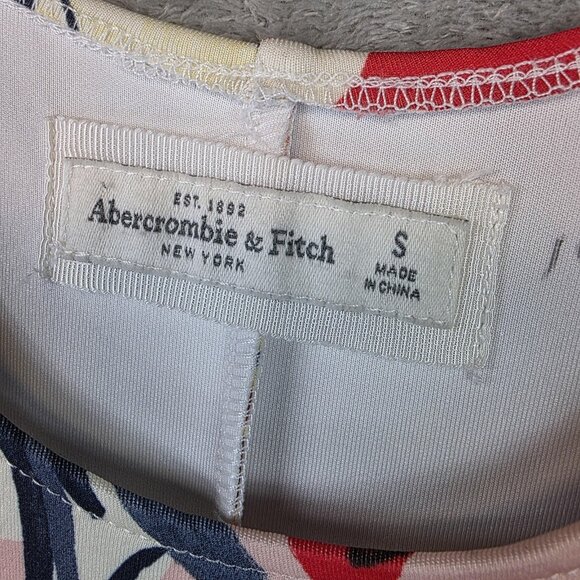 EST. 1892
Abercrombie & Fitch
NEW YORK
S
MADE
IN CHINA